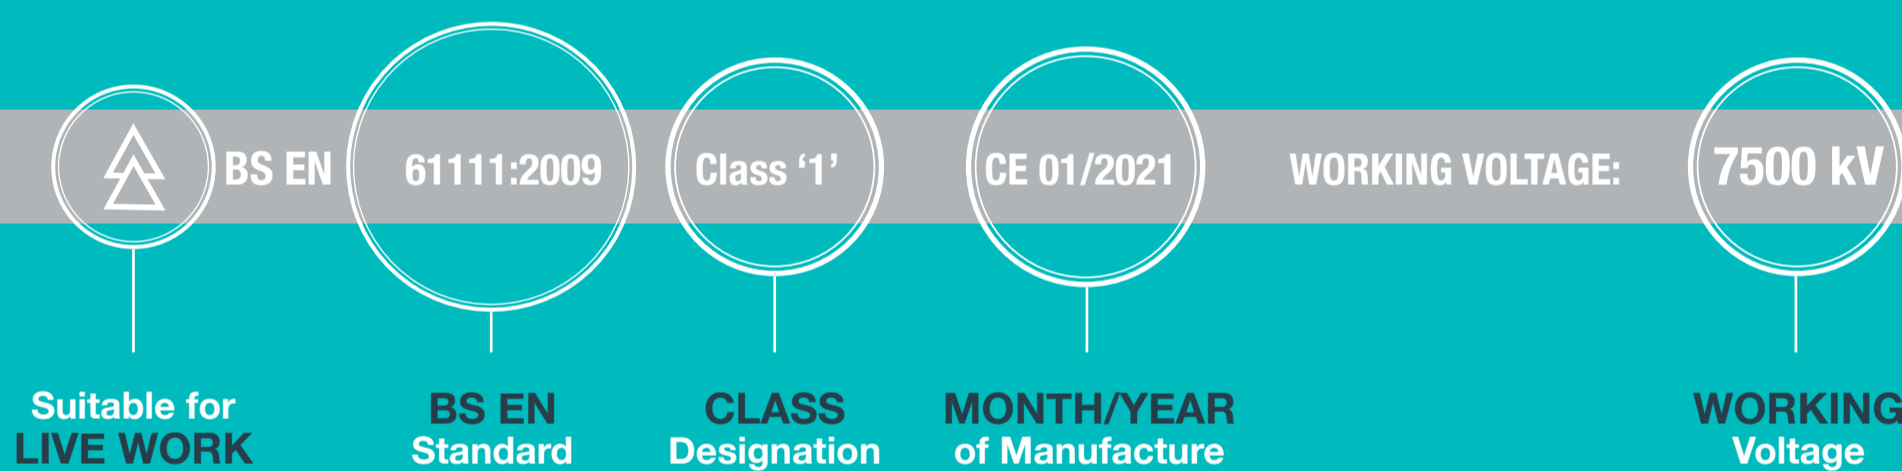 BS EN 61111:2009 Class ‘1’ CE 01/2021 WORKING VOLTAGE: 7500 kV
Suitable for
LIVE WORK
BS EN
Standard
CLASS
Designation
MONTH/YEAR
of Manufacture
WORKING
Voltage